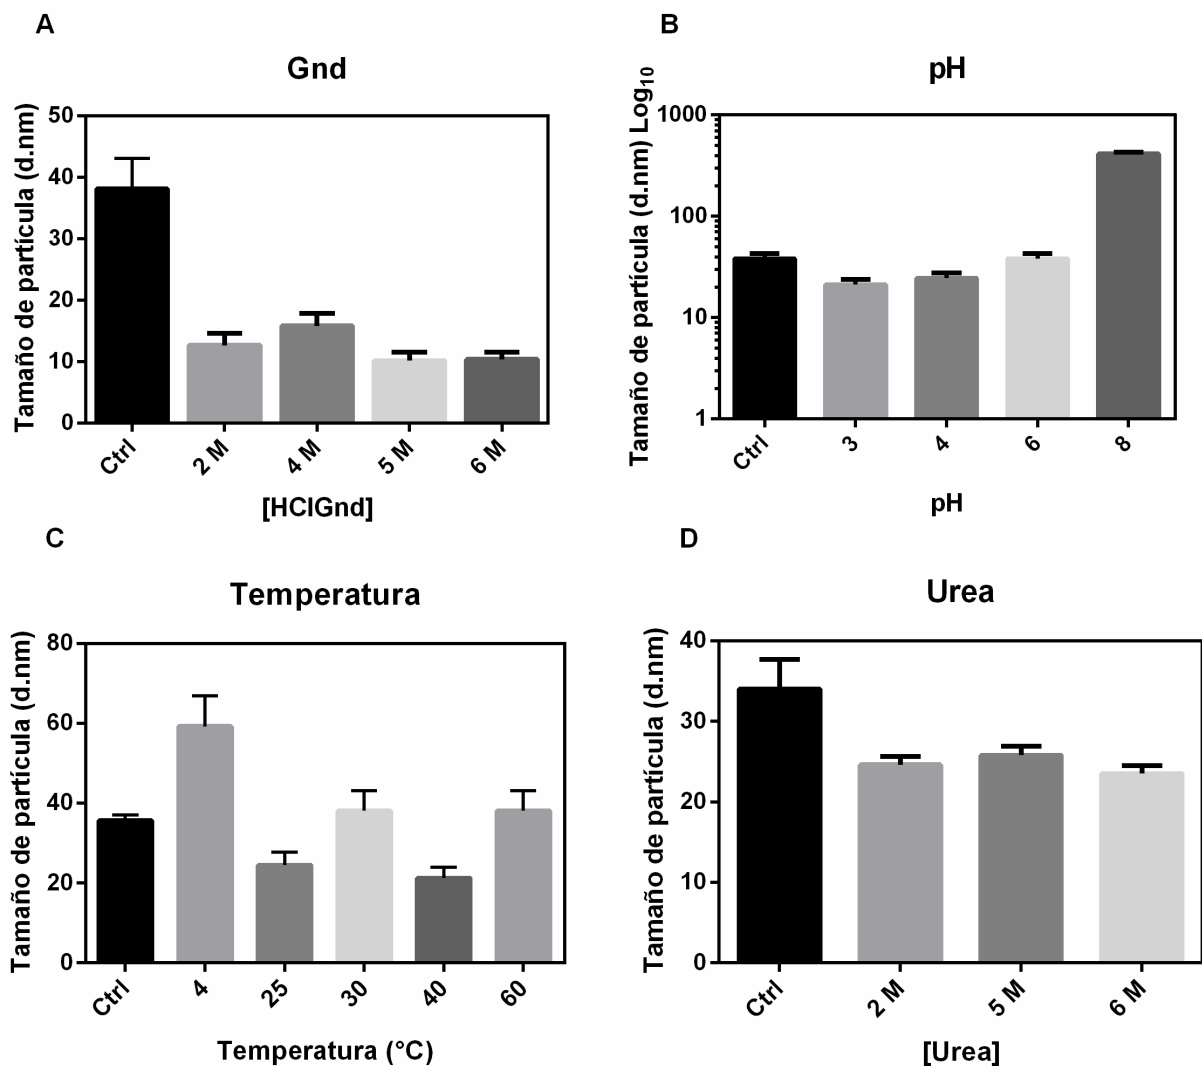 A
Gnd
Tamaño de partícula (d.nm)
50
40
30
20
10
0
Ctrl
2 M
4 M
5 M
6 M
[HClGnd]
B
pH
Tamaño de partícula (d.nm) Log10
1000
100
10
1
Ctrl
3
4
6
8
pH
C
Temperatura
Tamaño de partícula (d.nm)
80
60
40
20
0
Ctrl
4
25
30
40
60
Temperatura (°C)
D
Urea
Tamaño de partícula (d.nm)
40
30
20
10
0
Ctrl
2 M
5 M
6 M
[Urea]